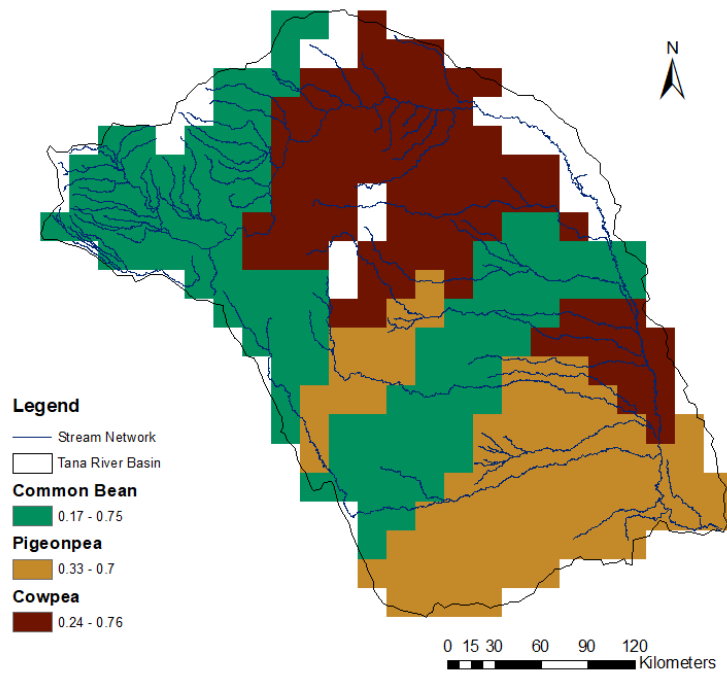 N
Legend
Stream Network
Tana River Basin
Common Bean
0.17 - 0.75
Pigeonpea
0.33 - 0.7
Cowpea
0.24 - 0.76
0 15 30 60 90 120
Kilometers